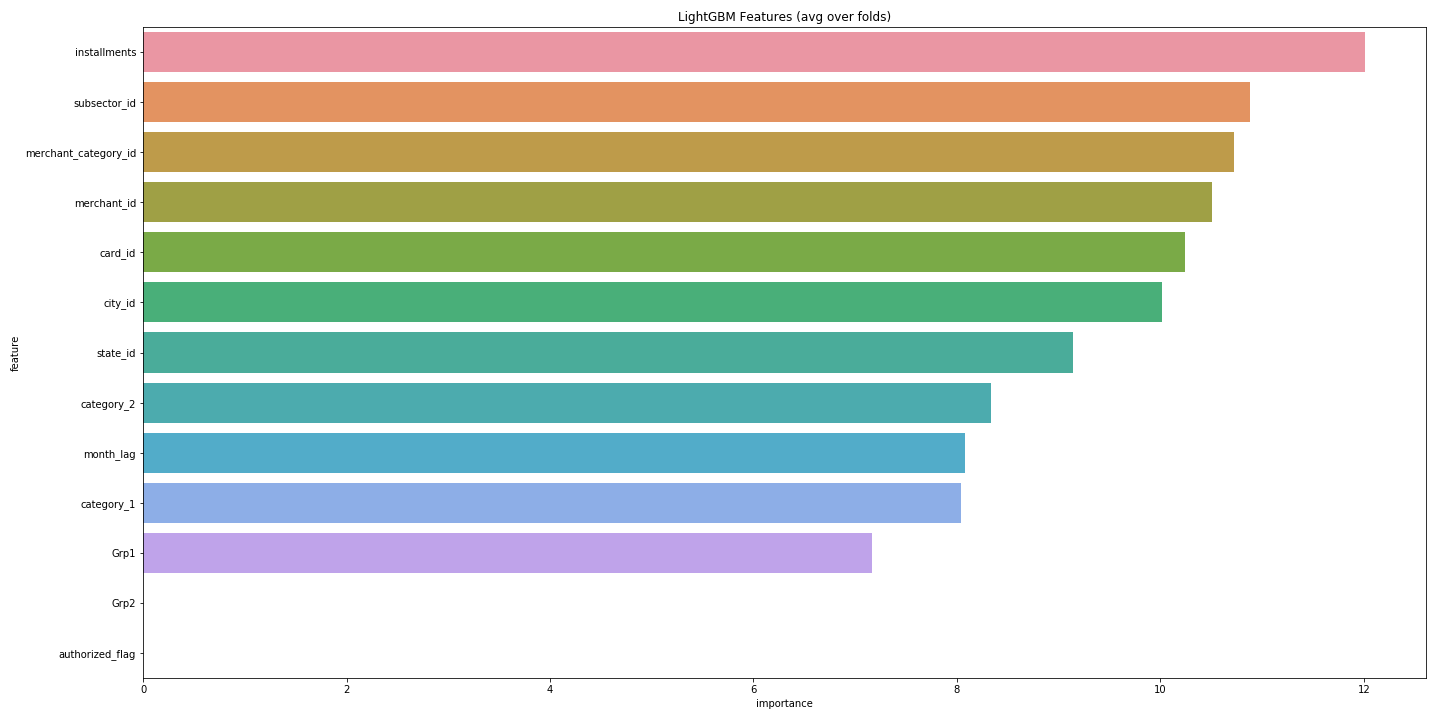 LightGBM Features (avg over folds)
feature
installments
subsector_id
merchant_category_id
merchant_id
card_id
city_id
state_id
category_2
month_lag
category_1
Grp1
Grp2
authorized_flag
0 2 4 6 8 10 12
importance